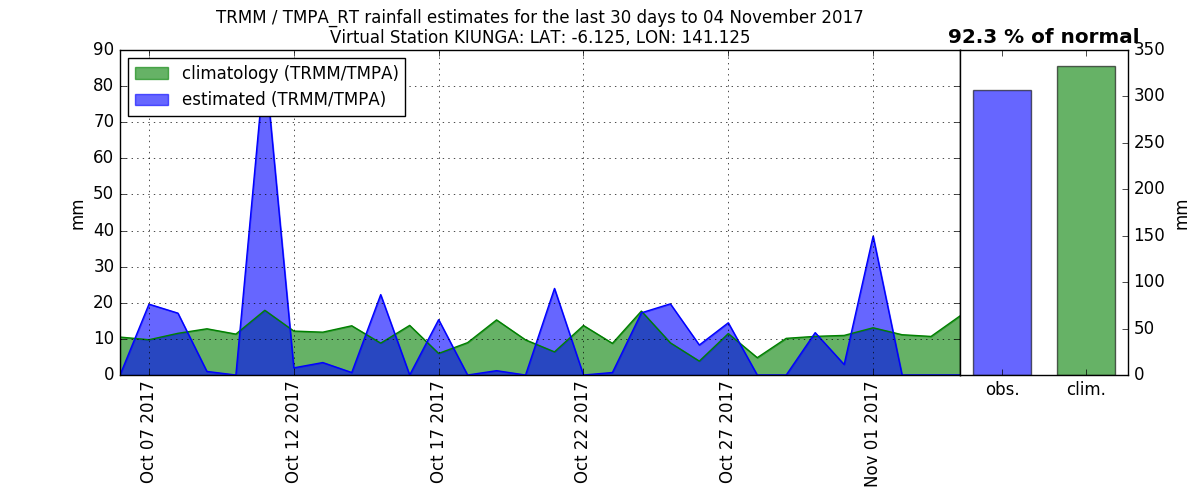 TRMM / TMPA_RT rainfall estimates for the last 30 days to 04 November 2017
Virtual Station KIUNGA: LAT: -6.125, LON: 141.125
92.3 % of normal
climatology (TRMM/TMPA)
estimated (TRMM/TMPA)
90
80
70
60
50
40
30
20
10
0
mm
Oct 07 2017
Oct 12 2017
Oct 17 2017
Oct 22 2017
Oct 27 2017
Nov 01 2017
350
300
250
200
150
100
50
0
mm
obs.
clim.